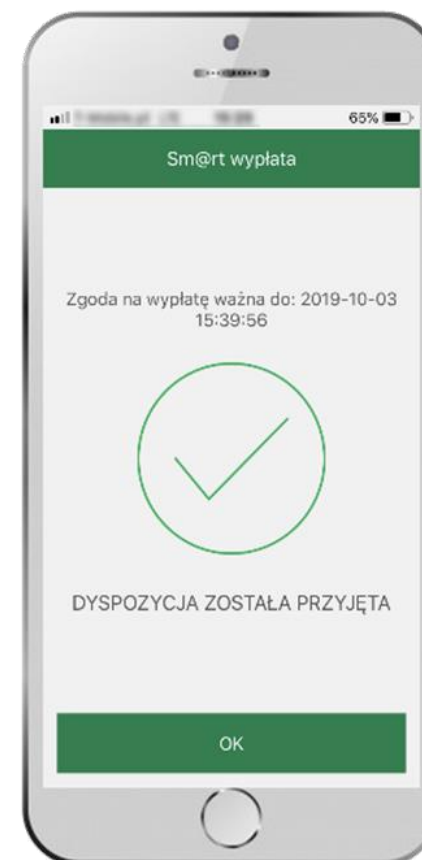 65%
Sm@rt wypłata
Zgoda na wypłatę ważna do: 2019-10-03
15:39:56
DYSPOZYCJA ZOSTAŁA PRZYJĘTA
OK